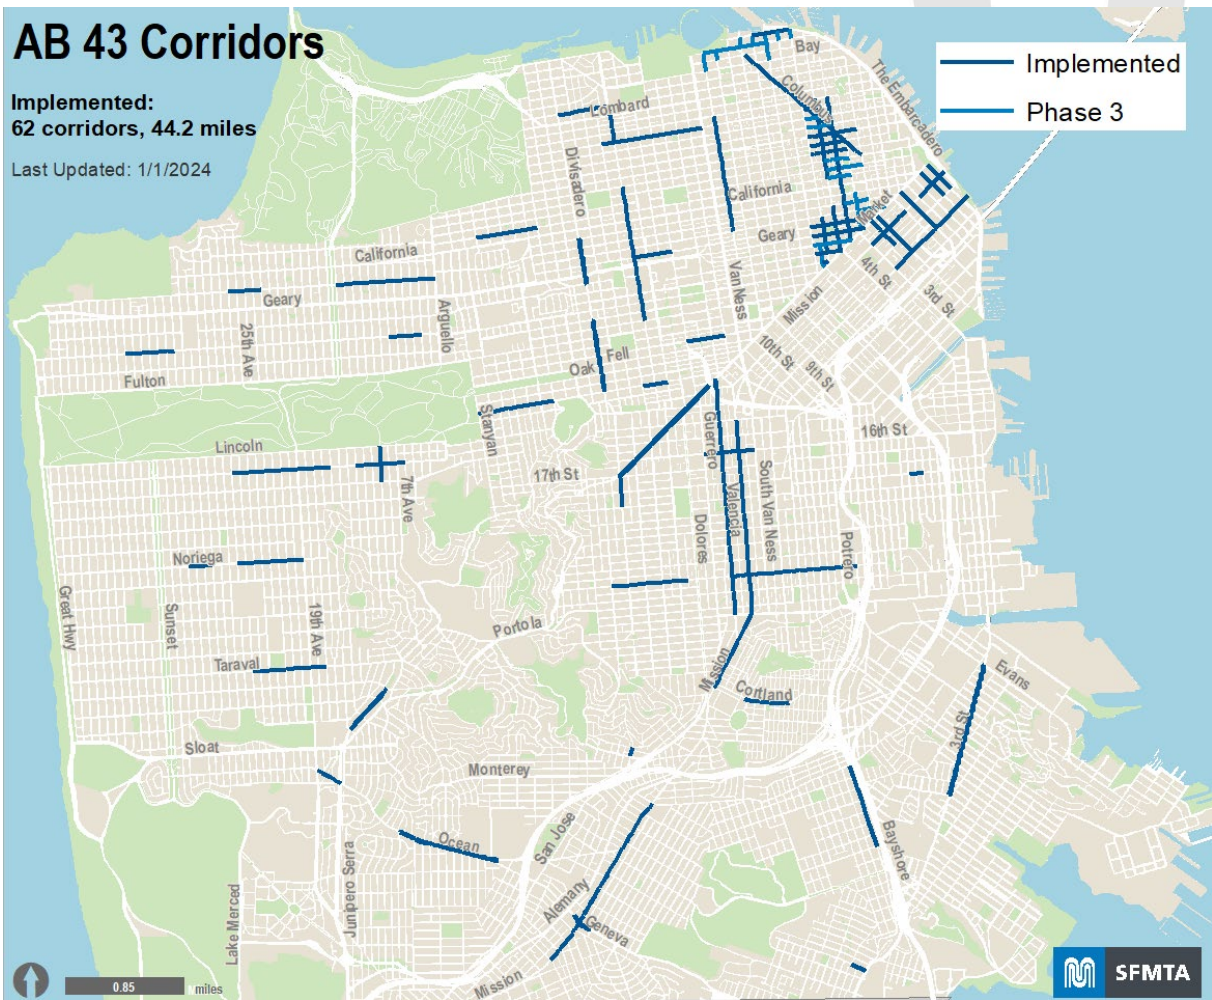 AB 43 Corridors
Implemented:
62 corridors, 44.2 miles
Last Updated: 1/1/2024
Implemented
Phase 3
Bay
Columbus
The Embarcadero
Lombard
Divisadero
California
Market
Geary
California
Van Ness
4th St
3rd St
Geary
25th Ave
Arguello
Mission
10th St
9th St
Fell
Oak
Fulton
Stanyan
Guerrero
16th St
Lincoln
17th St
7th Ave
Valencia
South Van Ness
Dolores
Potrero
Noriega
Great Hwy
Sunset
19th Ave
Portola
Taraval
Mission
Cortland
Evans
3rd St
Sloat
Monterey
Ocean
San Jose
Bayshore
Junipero Serra
Lake Merced
Alemany
Geneva
Mission
0.85
miles
SFMTA